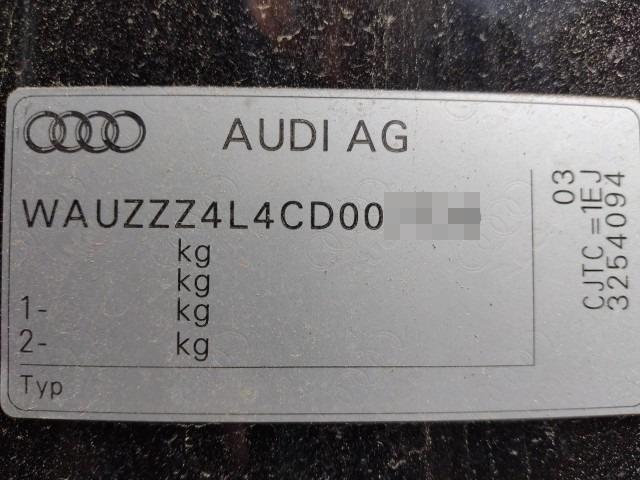 AUDI AG
WAUZZZ4L4CD00
kg
kg
1- kg
2- kg
Typ
03
CJTC =1EJ
3254094